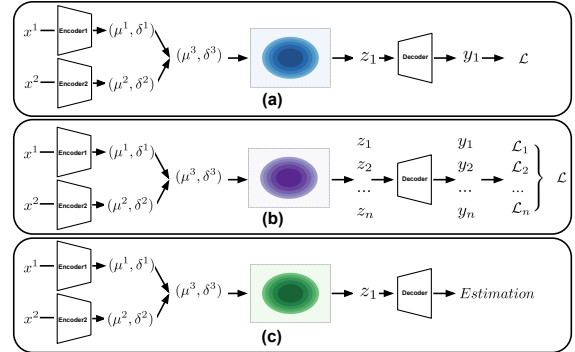 x¹ Encoder1 (μ¹, δ¹)
(μ³, δ³) z₁ Decoder y₁ ℒ
x² Encoder2 (μ², δ²)
(a)
x¹ Encoder1 (μ¹, δ¹)
(μ³, δ³)
x² Encoder2 (μ², δ²)
z₁
z₂
...
zₙ
Decoder
y₁
y₂
...
yₙ
ℒ₁
ℒ₂
...
ℒₙ
ℒ
(b)
x¹ Encoder1 (μ¹, δ¹)
(μ³, δ³) z₁ Decoder Estimation
x² Encoder2 (μ², δ²)
(c)